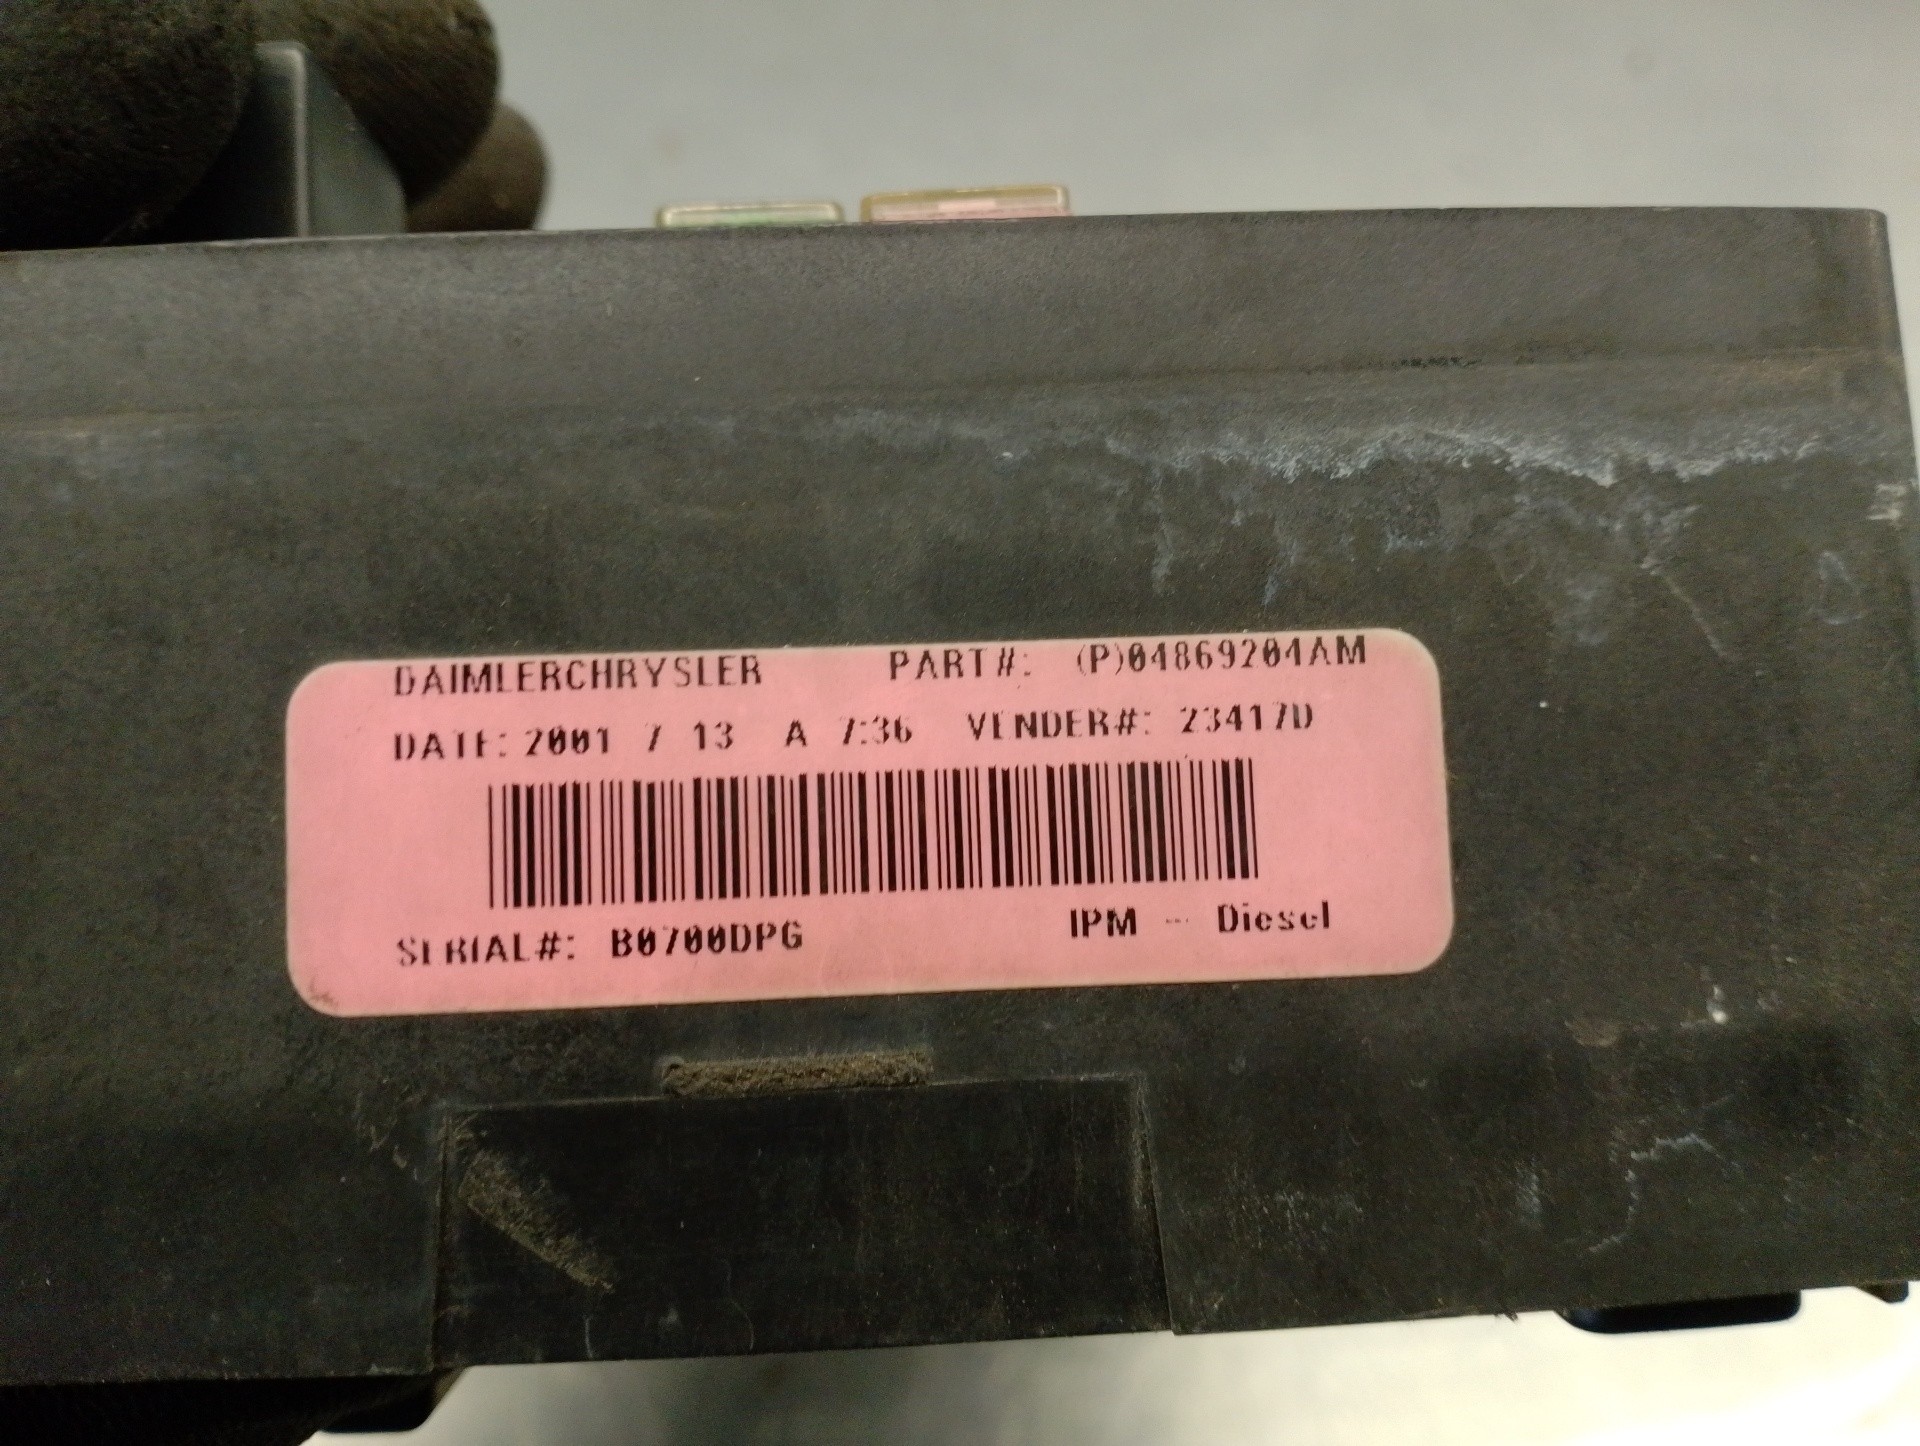 DAIMLERCHRYSLER PART#: (P)04869204AM
DATE: 2001 7 13 A 7:36 VENDER#: 23417D
SERIAL#: B0700DPG IPM - Diesel